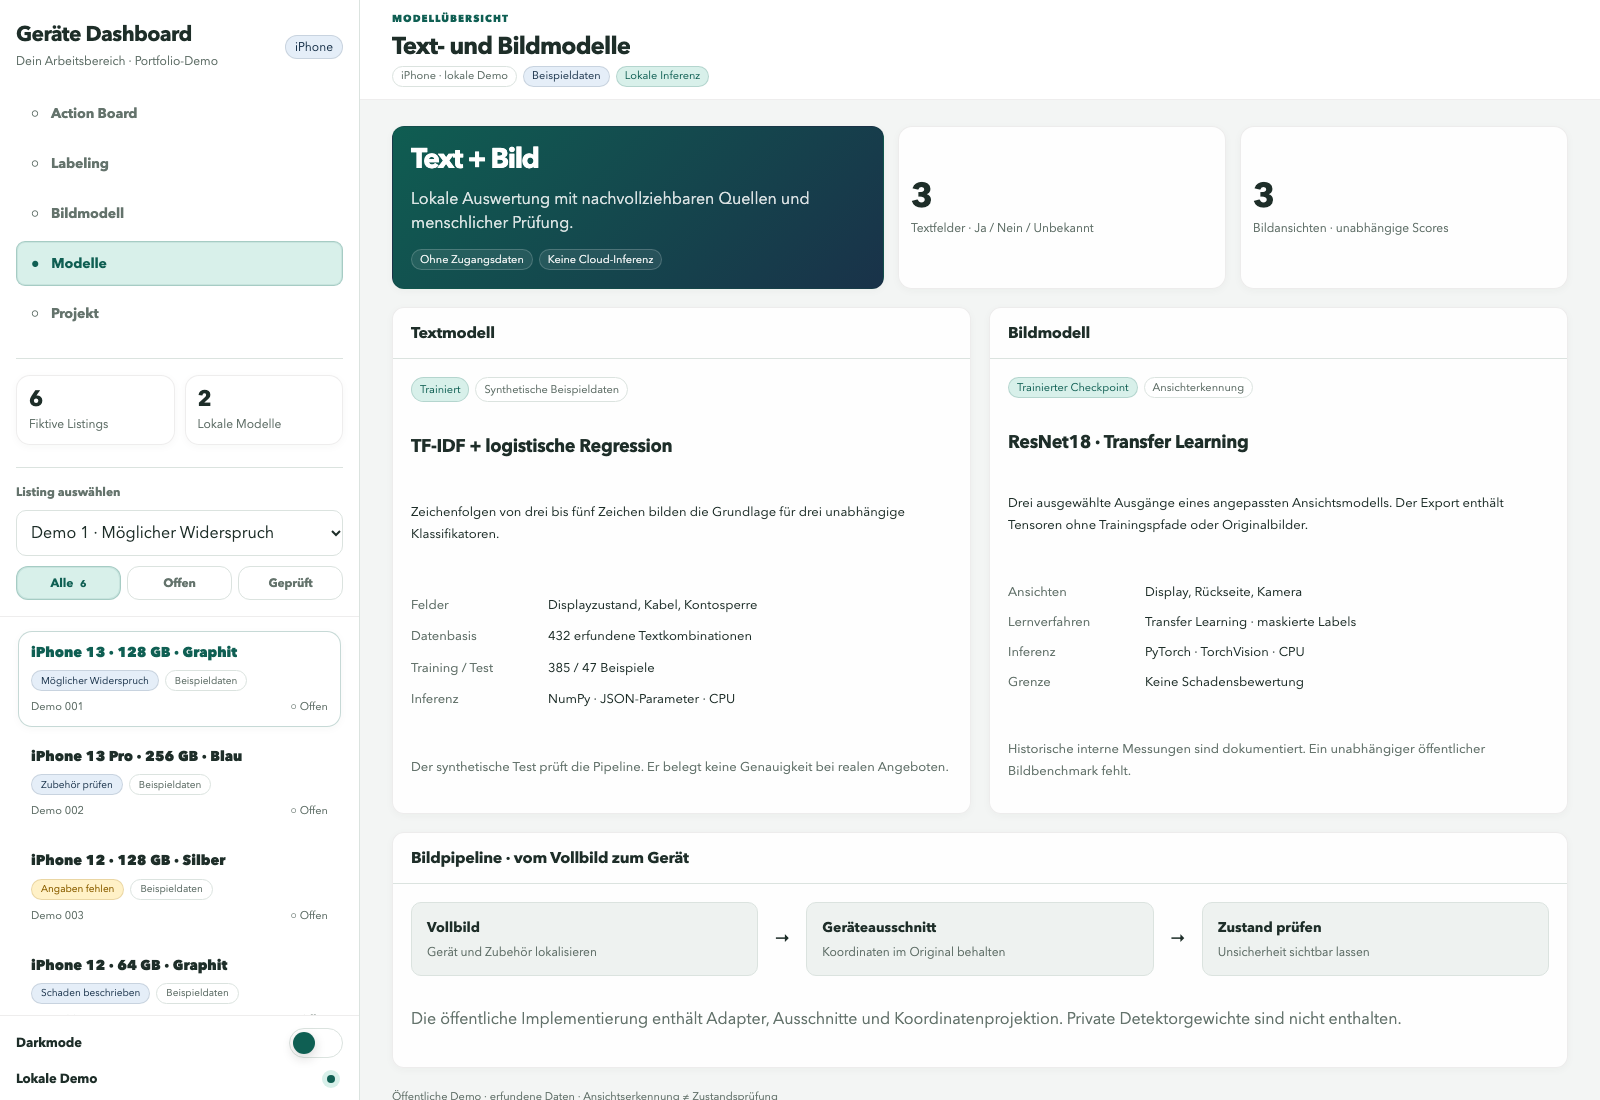 Geräte Dashboard
Dein Arbeitsbereich · Portfolio-Demo
iPhone
Action Board
Labeling
Bildmodell
Modelle
Projekt
6
Fiktive Listings
2
Lokale Modelle
Listing auswählen
Demo 1 · Möglicher Widerspruch
Alle 6
Offen
Geprüft
iPhone 13 · 128 GB · Graphit
Möglicher Widerspruch
Beispieldaten
Demo 001
○ Offen
iPhone 13 Pro · 256 GB · Blau
Zubehör prüfen
Beispieldaten
Demo 002
○ Offen
iPhone 12 · 128 GB · Silber
Angaben fehlen
Beispieldaten
Demo 003
○ Offen
iPhone 12 · 64 GB · Graphit
Schaden beschrieben
Beispieldaten
Darkmode
Lokale Demo
MODELLÜBERSICHT
Text- und Bildmodelle
iPhone · lokale Demo
Beispieldaten
Lokale Inferenz
Text + Bild
Lokale Auswertung mit nachvollziehbaren Quellen und
menschlicher Prüfung.
Ohne Zugangsdaten
Keine Cloud-Inferenz
3
Textfelder · Ja / Nein / Unbekannt
3
Bildansichten · unabhängige Scores
Textmodell
Trainiert
Synthetische Beispieldaten
TF-IDF + logistische Regression
Zeichenfolgen von drei bis fünf Zeichen bilden die Grundlage für drei unabhängige
Klassifikatoren.
Felder Displayzustand, Kabel, Kontosperre
Datenbasis 432 erfundene Textkombinationen
Training / Test 385 / 47 Beispiele
Inferenz NumPy · JSON-Parameter · CPU
Der synthetische Test prüft die Pipeline. Er belegt keine Genauigkeit bei realen Angeboten.
Bildmodell
Trainierter Checkpoint
Ansichterkennung
ResNet18 · Transfer Learning
Drei ausgewählte Ausgänge eines angepassten Ansichtsmodells. Der Export enthält
Tensoren ohne Trainingspfade oder Originalbilder.
Ansichten Display, Rückseite, Kamera
Lernverfahren Transfer Learning · maskierte Labels
Inferenz PyTorch · TorchVision · CPU
Grenze Keine Schadensbewertung
Historische interne Messungen sind dokumentiert. Ein unabhängiger öffentlicher
Bildbenchmark fehlt.
Bildpipeline · vom Vollbild zum Gerät
Vollbild
Gerät und Zubehör lokalisieren
→
Geräteausschnitt
Koordinaten im Original behalten
→
Zustand prüfen
Unsicherheit sichtbar lassen
Die öffentliche Implementierung enthält Adapter, Ausschnitte und Koordinatenprojektion. Private Detektorgewichte sind nicht enthalten.
Öffentliche Demo · erfundene Daten · Ansichtserkennung ≠ Zustandsprüfung